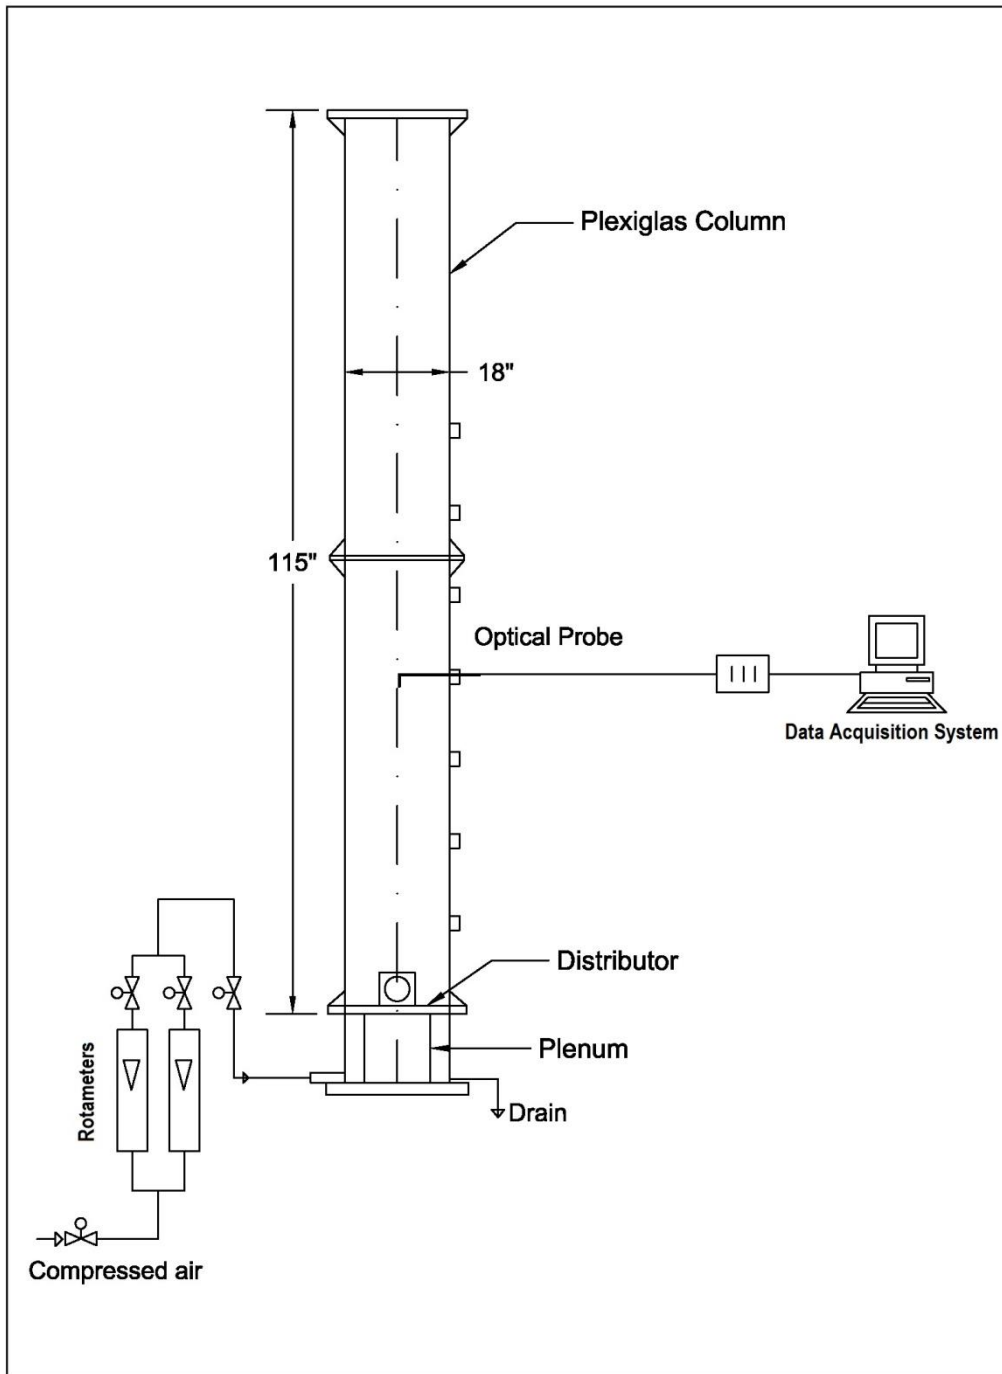 Plexiglas Column
18"
115"
Optical Probe
Data Acquisition System
Distributor
Plenum
Rotameters
Drain
Compressed air